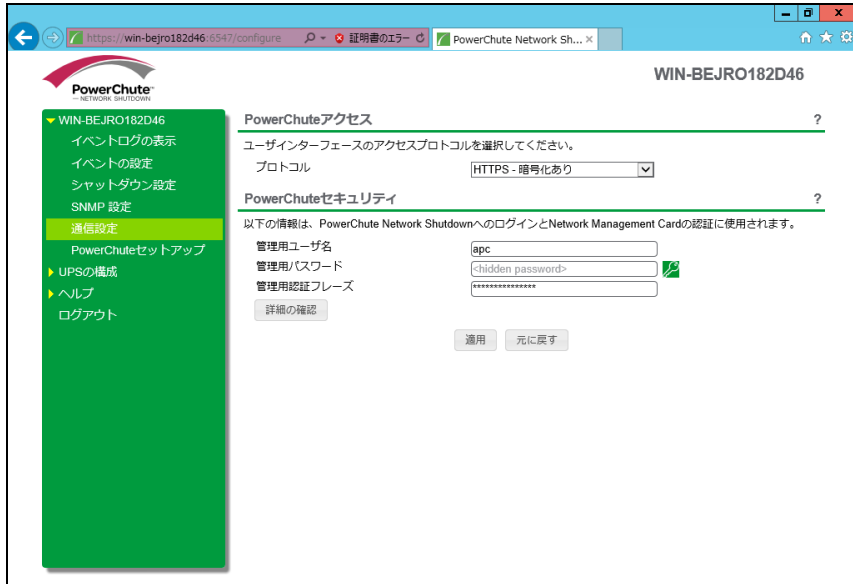 https://win-bejro182d46:6547/configure
証明書のエラー
PowerChute Network Sh...
PowerChute
NETWORK SHUTDOWN
WIN-BEJRO182D46
WIN-BEJRO182D46
イベントログの表示
イベントの設定
シャットダウン設定
SNMP 設定
通信設定
PowerChuteセットアップ
UPSの構成
ヘルプ
ログアウト
PowerChuteアクセス
?
ユーザインターフェースのアクセスプロトコルを選択してください。
プロトコル
HTTPS - 暗号化あり
PowerChuteセキュリティ
?
以下の情報は、PowerChute Network ShutdownへのログインとNetwork Management Cardの認証に使用されます。
管理用ユーザ名
apc
管理用パスワード
<hidden password>
管理用認証フレーズ
***************
詳細の確認
適用
元に戻す